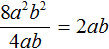 8a²b²/4ab = 2ab